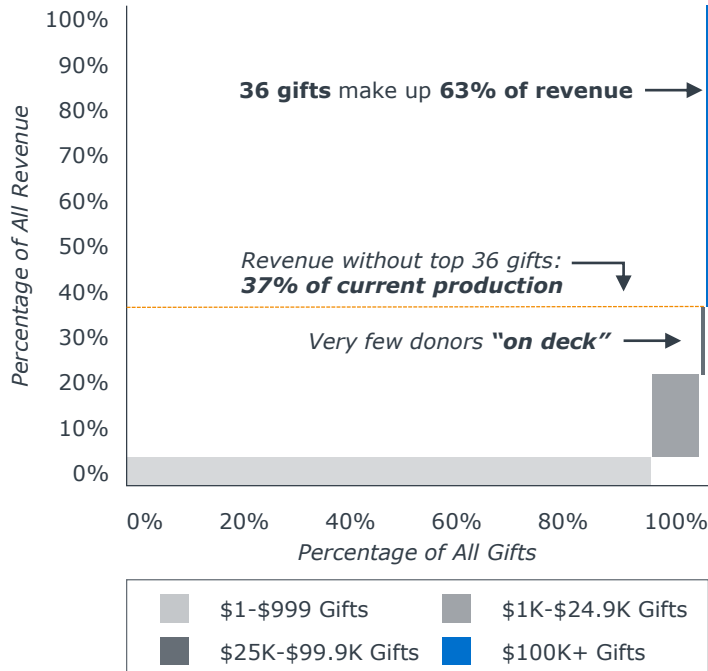 100%
90%
36 gifts make up 63% of revenue
80%
70%
60%
50%
Revenue without top 36 gifts:
37% of current production
40%
30%
Very few donors “on deck”
20%
10%
0%
Percentage of All Revenue
0% 20% 40% 60% 80% 100%
Percentage of All Gifts
$1-$999 Gifts $1K-$24.9K Gifts
$25K-$99.9K Gifts $100K+ Gifts